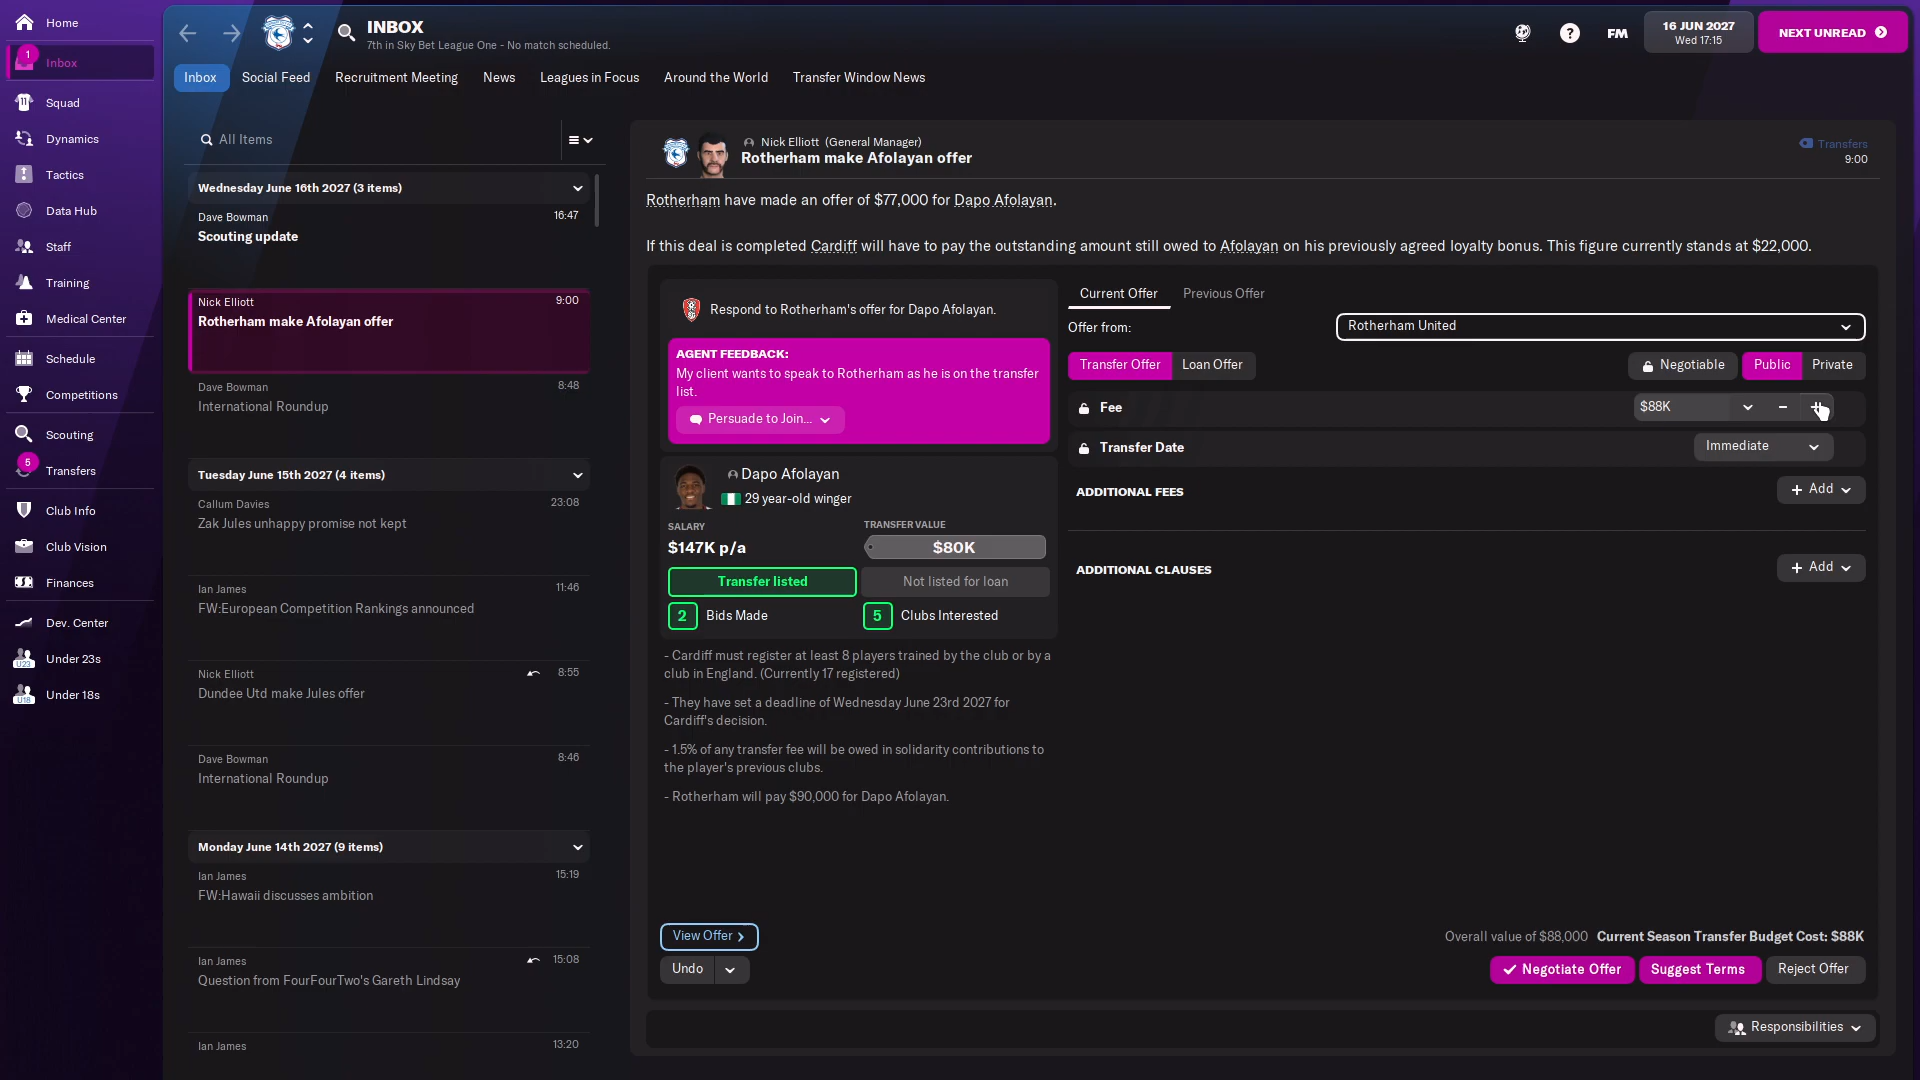 Home
1
Inbox
Squad
Dynamics
Tactics
Data Hub
Staff
Training
Medical Center
Schedule
Competitions
Scouting
5
Transfers
Club Info
Club Vision
Finances
Dev. Center
U23
Under 23s
U18
Under 18s
INBOX
7th in Sky Bet League One - No match scheduled.
?
FM
16 JUN 2027
Wed 17:15
NEXT UNREAD
Inbox
Social Feed
Recruitment Meeting
News
Leagues in Focus
Around the World
Transfer Window News
All Items
Wednesday June 16th 2027 (3 items)
Dave Bowman 16:47
Scouting update
Nick Elliott 9:00
Rotherham make Afolayan offer
Dave Bowman 8:48
International Roundup
Tuesday June 15th 2027 (4 items)
Callum Davies 23:08
Zak Jules unhappy promise not kept
Ian James 11:46
FW:European Competition Rankings announced
Nick Elliott 8:55
Dundee Utd make Jules offer
Dave Bowman 8:46
International Roundup
Monday June 14th 2027 (9 items)
Ian James 15:19
FW:Hawaii discusses ambition
Ian James 15:08
Question from FourFourTwo's Gareth Lindsay
Ian James 13:20
Nick Elliott (General Manager)
Rotherham make Afolayan offer
Transfers
9:00
Rotherham have made an offer of $77,000 for Dapo Afolayan.
If this deal is completed Cardiff will have to pay the outstanding amount still owed to Afolayan on his previously agreed loyalty bonus. This figure currently stands at $22,000.
Respond to Rotherham's offer for Dapo Afolayan.
AGENT FEEDBACK:
My client wants to speak to Rotherham as he is on the transfer
list.
Persuade to Join...
Dapo Afolayan
29 year-old winger
SALARY
$147K p/a
TRANSFER VALUE
$80K
Transfer listed
Not listed for loan
2 Bids Made
5 Clubs Interested
- Cardiff must register at least 8 players trained by the club or by a
club in England. (Currently 17 registered)
- They have set a deadline of Wednesday June 23rd 2027 for
Cardiff's decision.
- 1.5% of any transfer fee will be owed in solidarity contributions to
the player's previous clubs.
- Rotherham will pay $90,000 for Dapo Afolayan.
Current Offer
Previous Offer
Offer from:
Rotherham United
Transfer Offer
Loan Offer
Negotiable
Public
Private
Fee
$88K
Transfer Date
Immediate
ADDITIONAL FEES
+ Add
ADDITIONAL CLAUSES
+ Add
View Offer
Undo
Overall value of $88,000 Current Season Transfer Budget Cost: $88K
Negotiate Offer
Suggest Terms
Reject Offer
Responsibilities